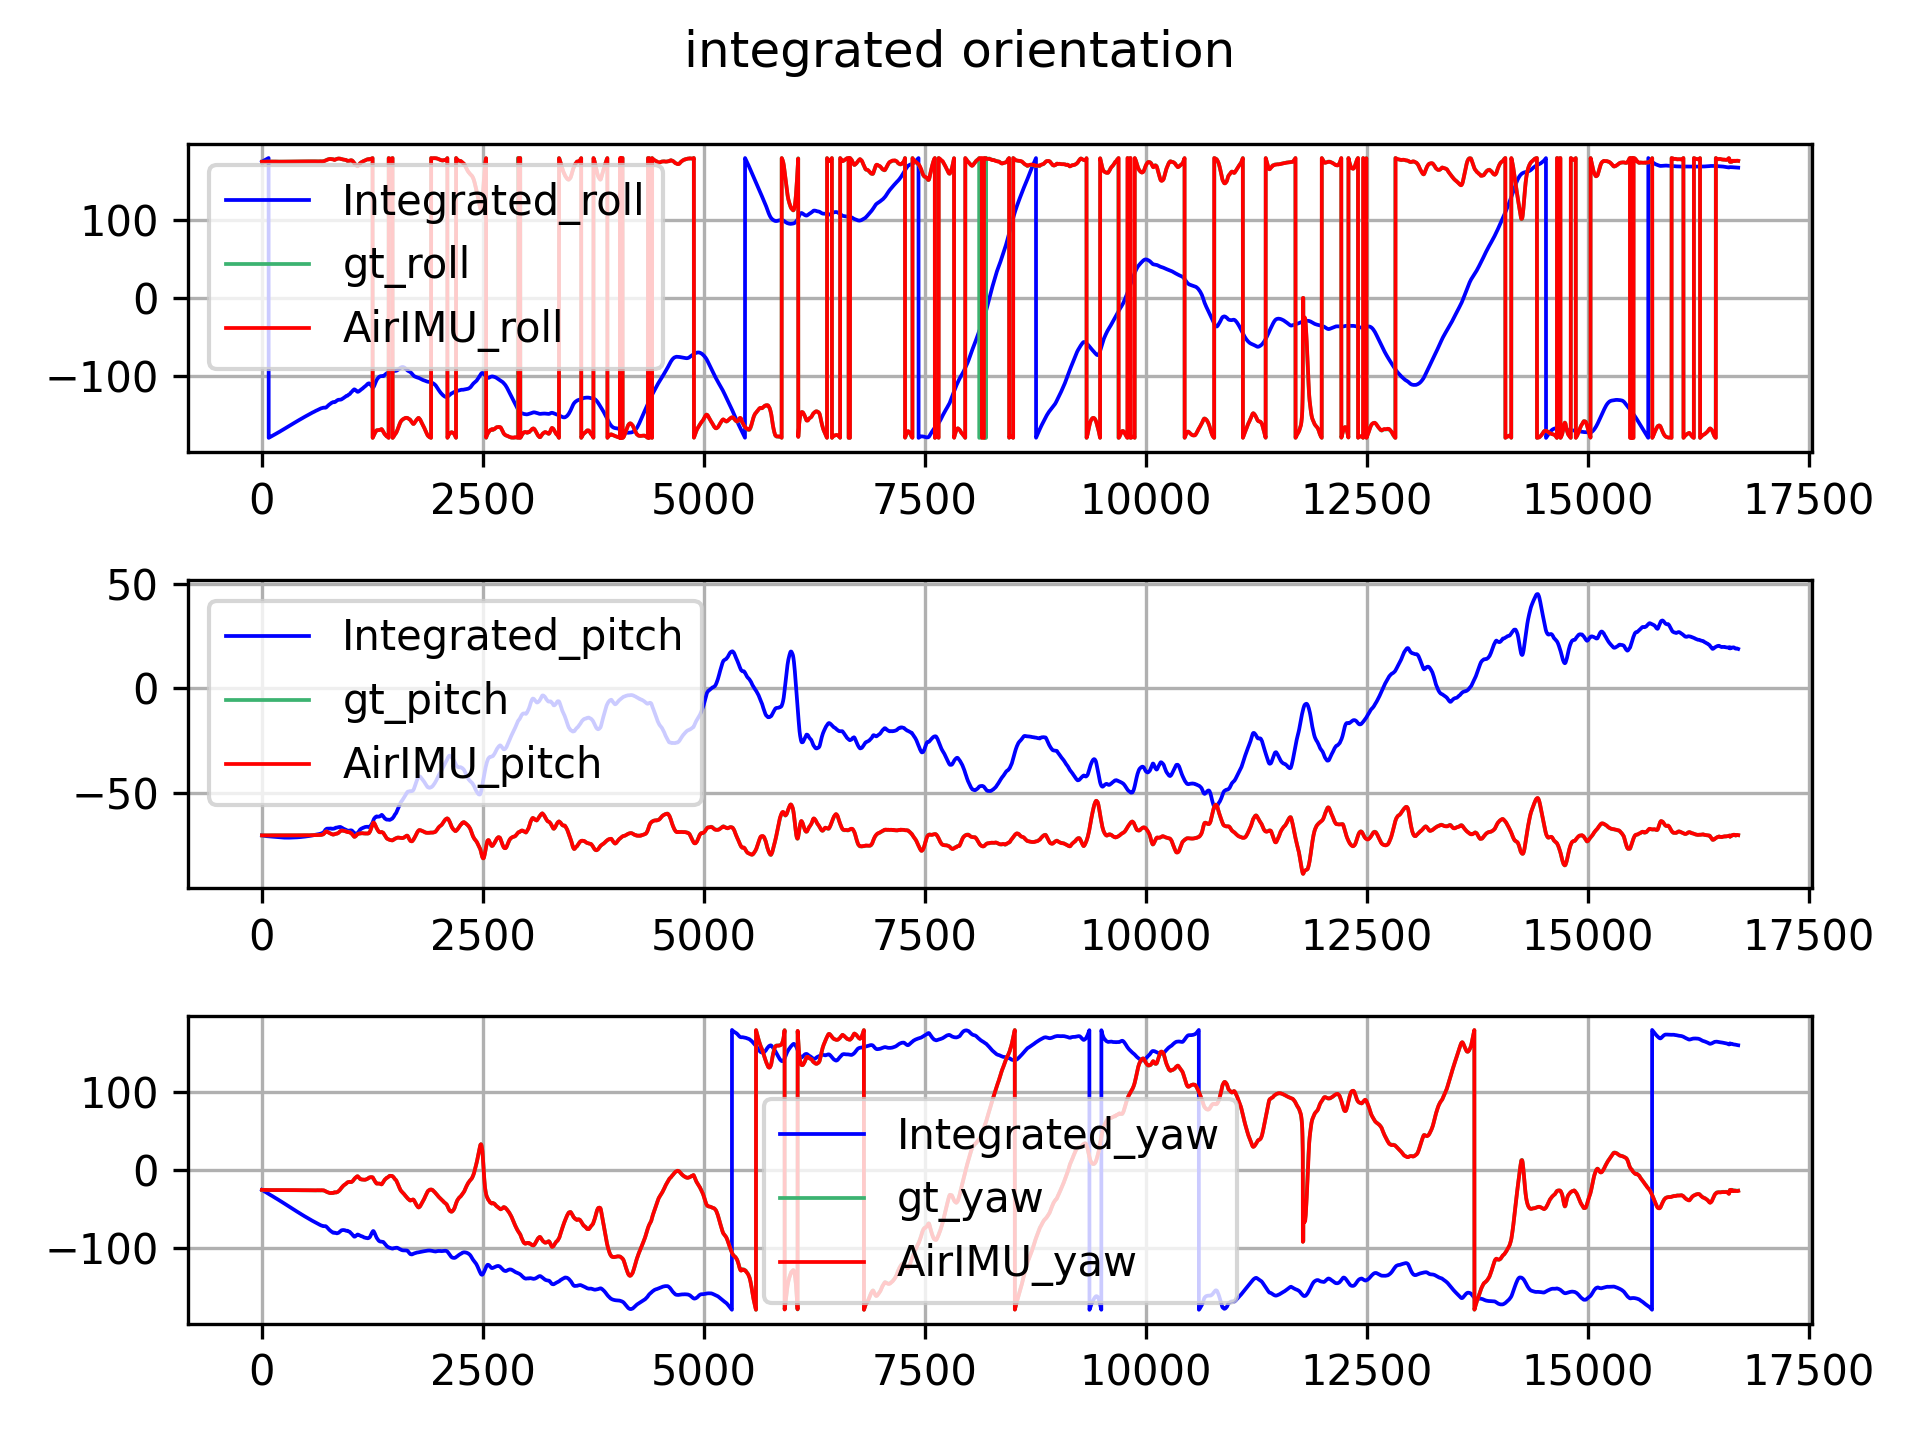 integrated orientation
100
0
−100
Integrated_roll
gt_roll
AirIMU_roll
0 2500 5000 7500 10000 12500 15000 17500
50
0
−50
Integrated_pitch
gt_pitch
AirIMU_pitch
0 2500 5000 7500 10000 12500 15000 17500
100
0
−100
Integrated_yaw
gt_yaw
AirIMU_yaw
0 2500 5000 7500 10000 12500 15000 17500